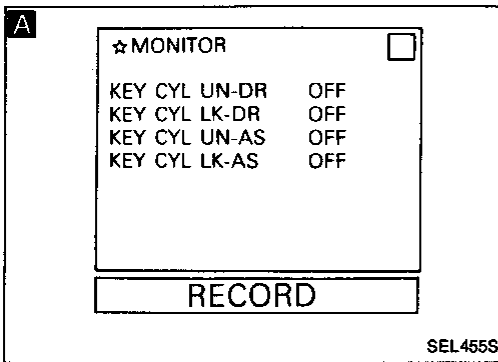 A
☆MONITOR
KEY CYL UN-DR OFF
KEY CYL LK-DR OFF
KEY CYL UN-AS OFF
KEY CYL LK-AS OFF
RECORD
SEL455S